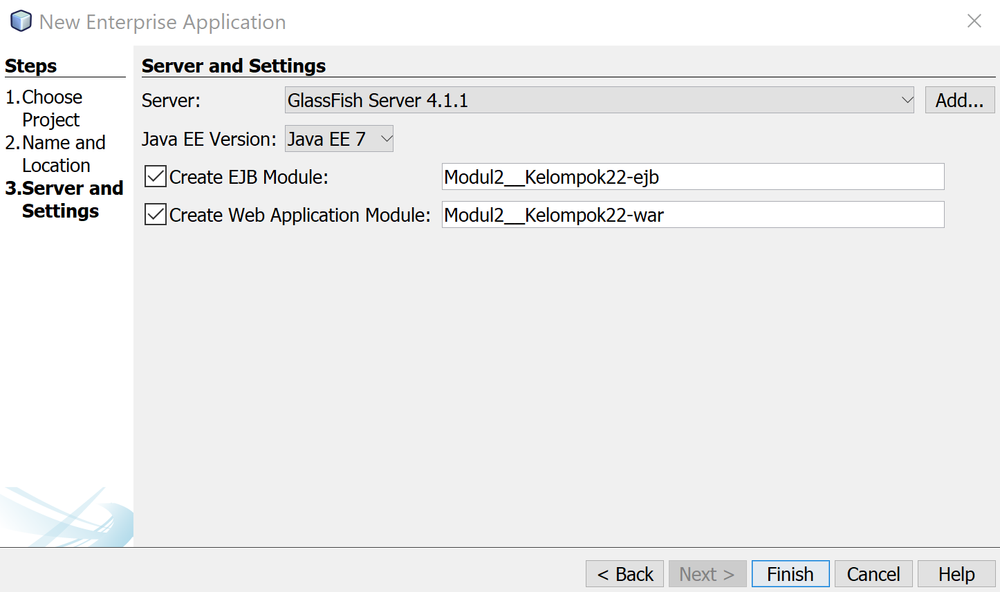 New Enterprise Application
Steps
1. Choose
Project
2. Name and
Location
3. Server and
Settings
Server and Settings
Server: GlassFish Server 4.1.1 Add...
Java EE Version: Java EE 7
Create EJB Module: Modul2__Kelompok22-ejb
Create Web Application Module: Modul2__Kelompok22-war
< Back Next > Finish Cancel Help